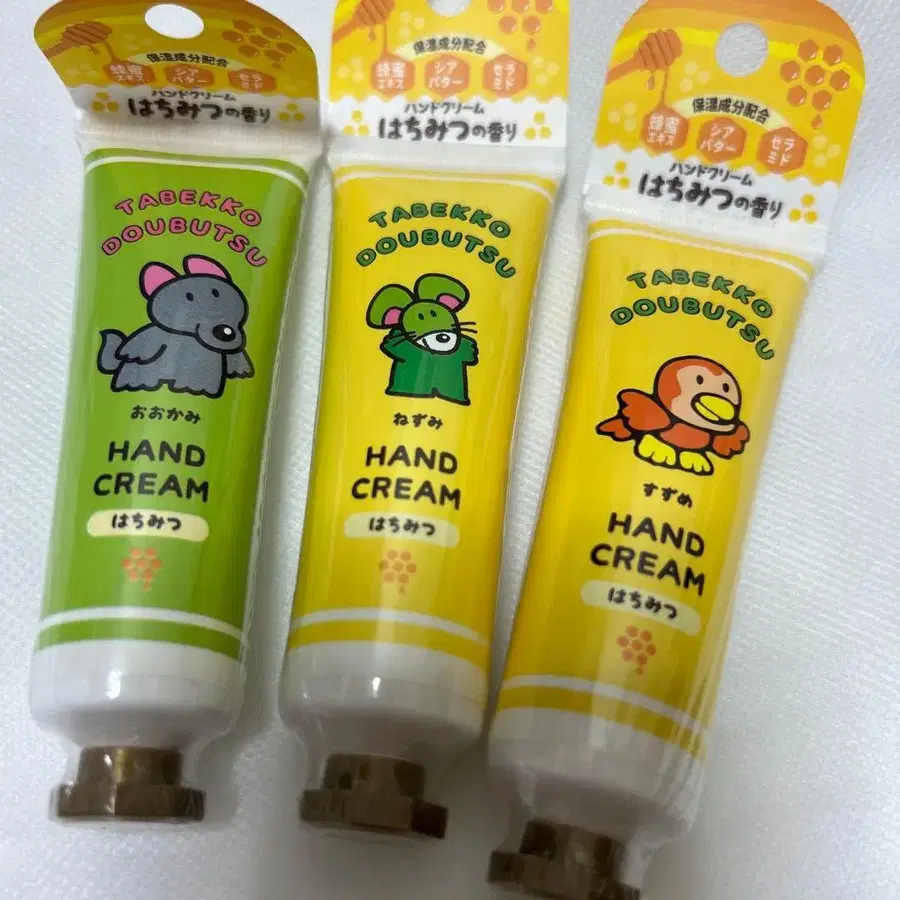 保湿成分配合
蜂蜜
エキス
シア
バター
セラ
ミド
ハンドクリーム
はちみつの香り
TABEKKO
DOUBUTSU
おおかみ
HAND
CREAM
はちみつ
保湿成分配合
蜂蜜
エキス
シア
バター
セラ
ミド
ハンドクリーム
はちみつの香り
TABEKKO
DOUBUTSU
ねずみ
HAND
CREAM
はちみつ
保湿成分配合
蜂蜜
エキス
シア
バター
セラ
ミド
ハンドクリーム
はちみつの香り
TABEKKO
DOUBUTSU
すずめ
HAND
CREAM
はちみつ